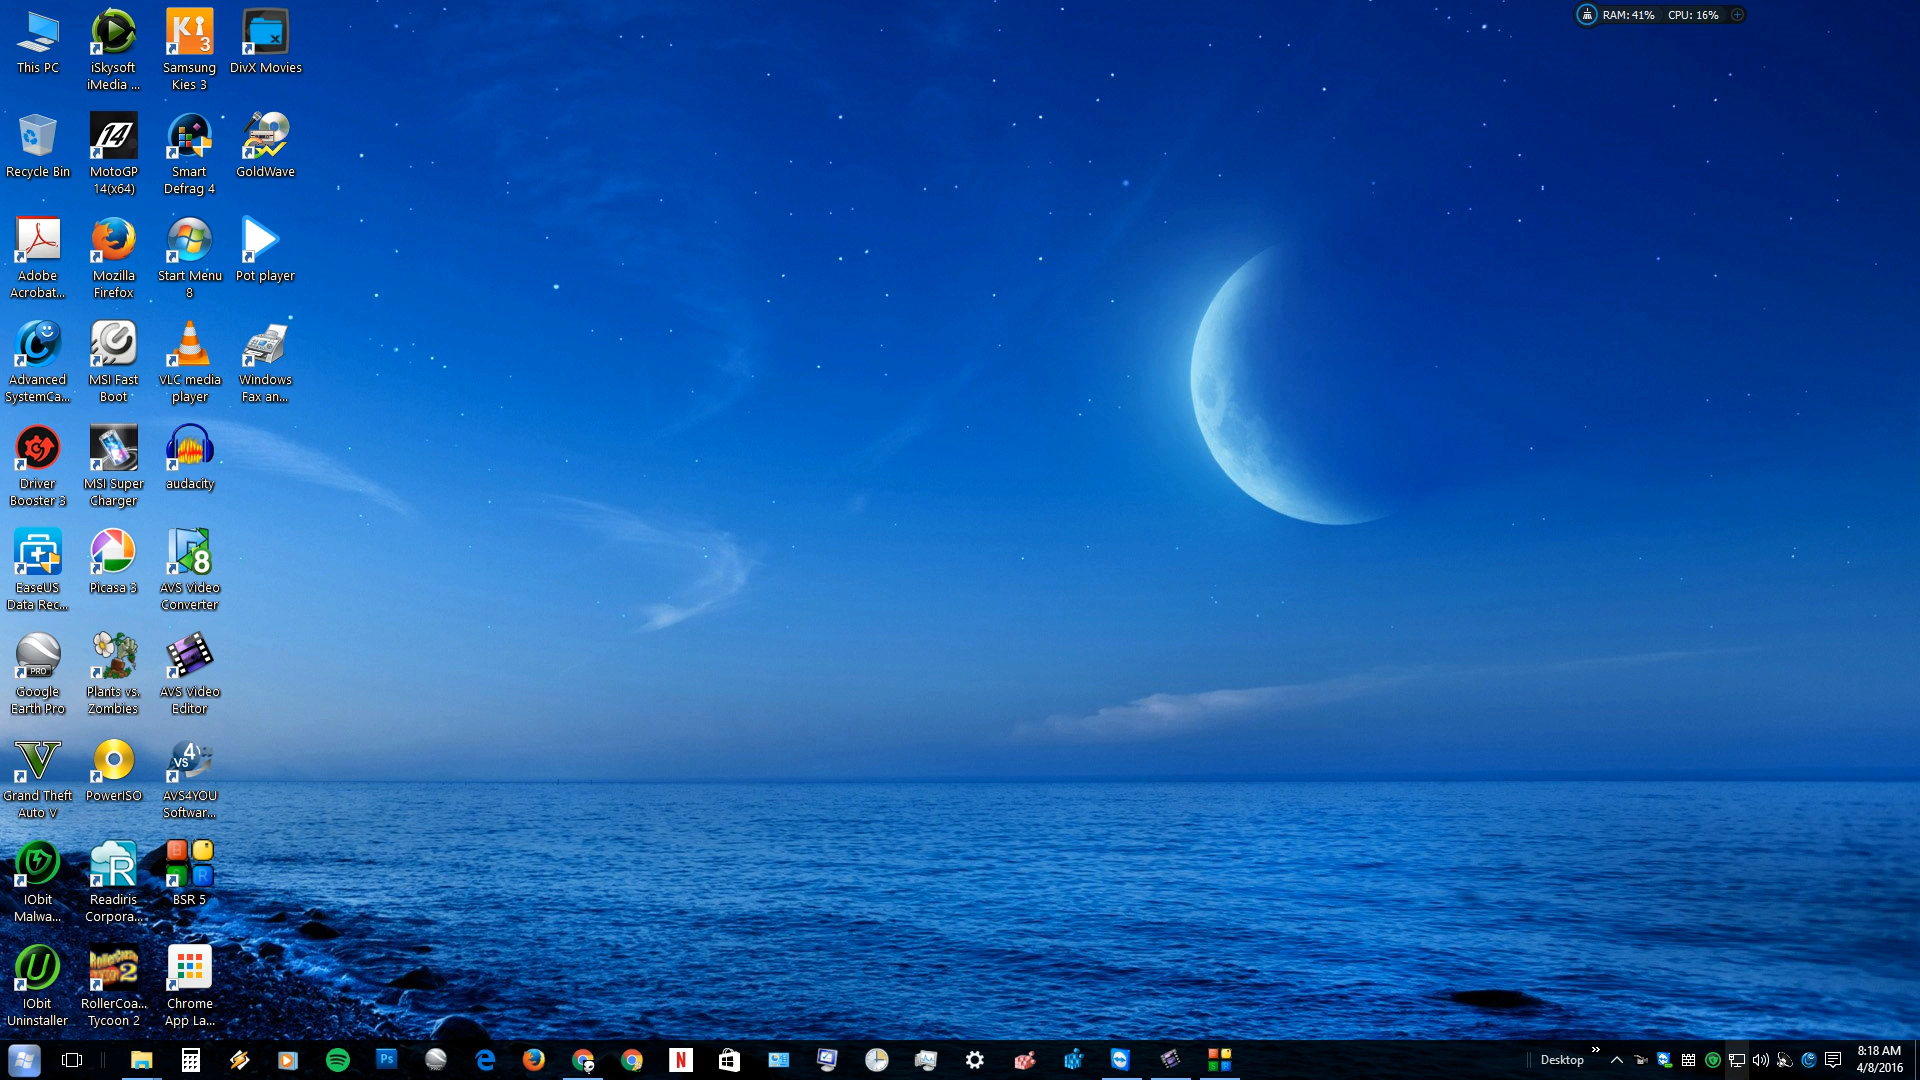 RAM: 41% CPU: 16%
This PC
iSkysoft
iMedia ...
Samsung
Kies 3
DivX Movies
Recycle Bin
MotoGP
14(x64)
Smart
Defrag 4
GoldWave
Adobe
Acrobat...
Mozilla
Firefox
Start Menu
8
Pot player
Advanced
SystemCa...
MSI Fast
Boot
VLC media
player
Windows
Fax an...
Driver
Booster 3
MSI Super
Charger
audacity
EaseUS
Data Rec...
Picasa 3
AVS Video
Converter
PRO
Google
Earth Pro
Plants vs.
Zombies
AVS Video
Editor
Grand Theft
Auto V
PowerISO
AVS4YOU
Softwar...
IObit
Malwa...
Readiris
Corpora...
BSR 5
IObit
Uninstaller
RollerCoa...
Tycoon 2
Chrome
App La...
Desktop
8:18 AM
4/8/2016